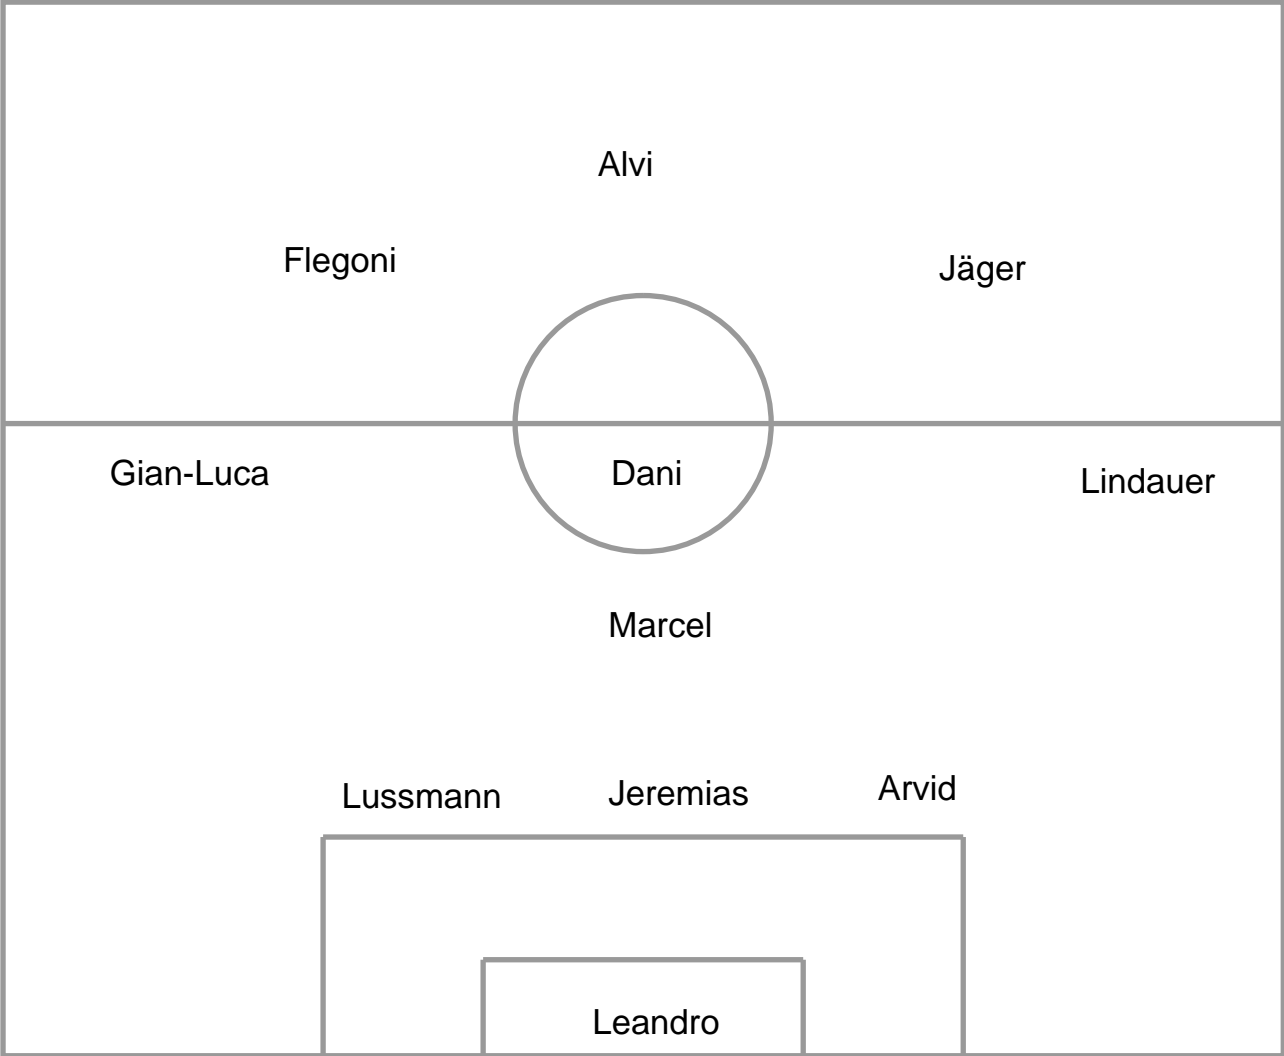 Alvi
Flegoni
Jäger
Gian-Luca
Dani
Lindauer
Marcel
Lussmann
Jeremias
Arvid
Leandro